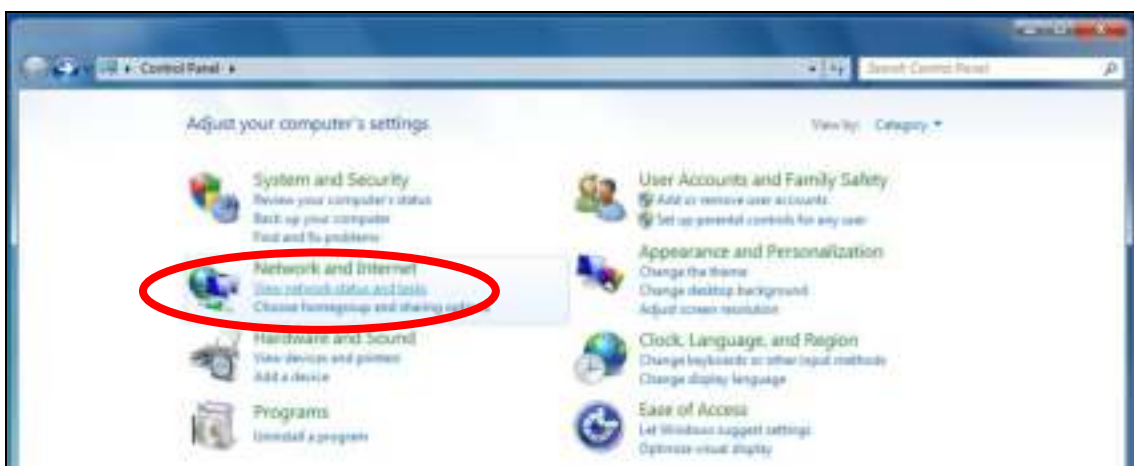 Control Panel
Search Control Panel
Adjust your computer's settings
View by: Category
System and Security
Review your computer's status
Back up your computer
Find and fix problems
Network and Internet
View network status and tasks
Choose homegroup and sharing options
Hardware and Sound
View devices and printers
Add a device
Programs
Uninstall a program
User Accounts and Family Safety
Add or remove user accounts
Set up parental controls for any user
Appearance and Personalization
Change the theme
Change desktop background
Adjust screen resolution
Clock, Language, and Region
Change keyboards or other input methods
Change display language
Ease of Access
Let Windows suggest settings
Optimize visual display